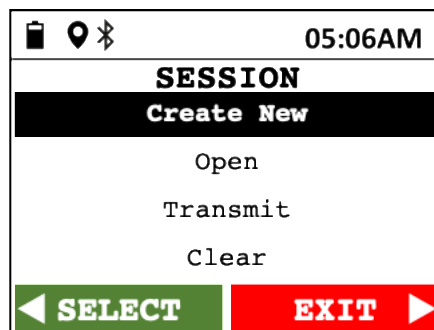 05:06AM
SESSION
Create New
Open
Transmit
Clear
SELECT EXIT